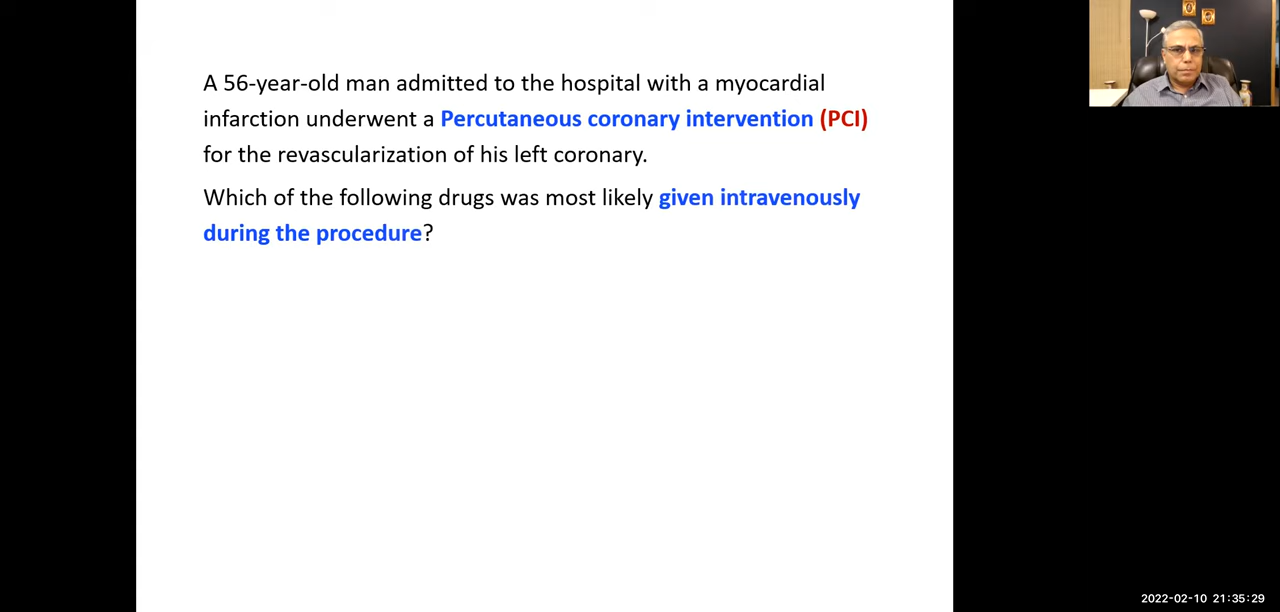 A 56-year-old man admitted to the hospital with a myocardial
infarction underwent a Percutaneous coronary intervention (PCI)
for the revascularization of his left coronary.
Which of the following drugs was most likely given intravenously
during the procedure?
2022-02-10 21:35:29